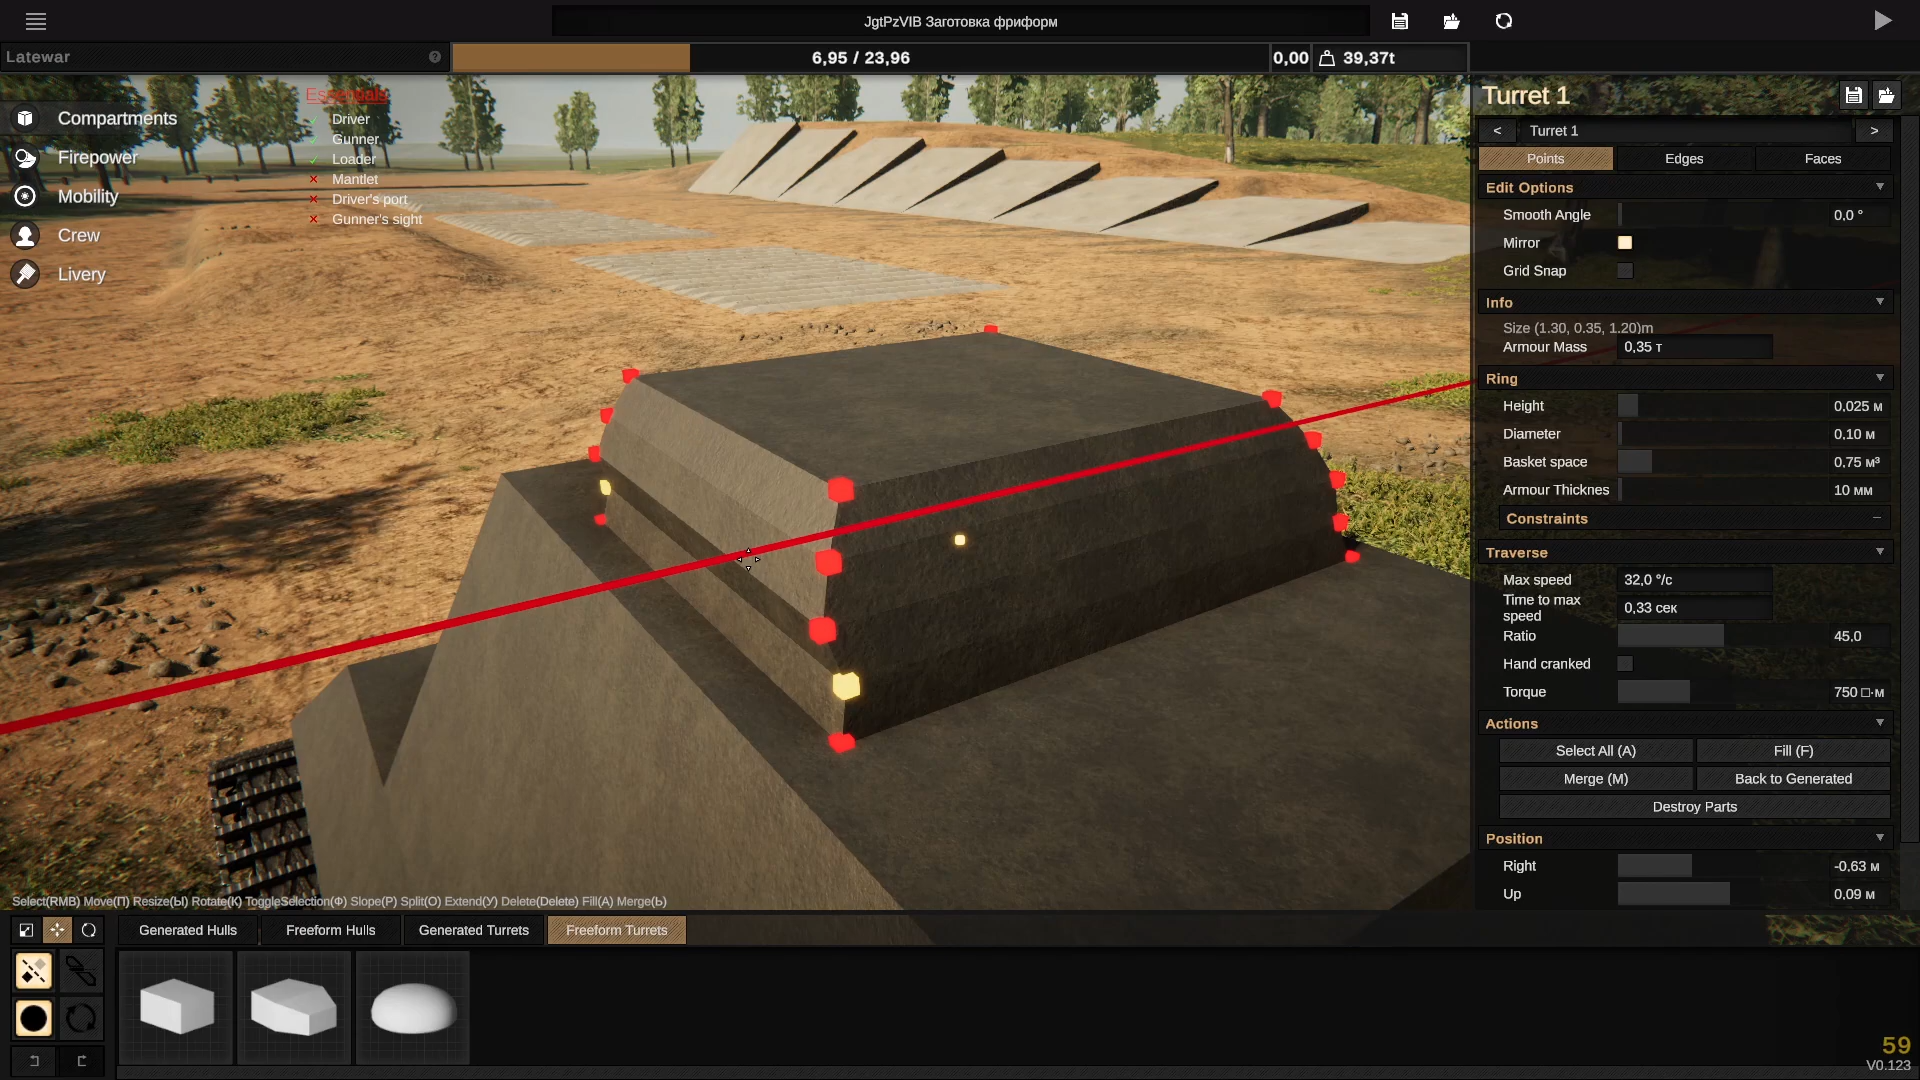 JgtPzVIB Заготовка фриформ
Latewar
6,95 / 23,96
0,00
39,37t
Compartments
Firepower
Mobility
Crew
Livery
Essentials
Driver
Gunner
Loader
Mantlet
Driver's port
Gunner's sight
Turret 1
< Turret 1 >
Points Edges Faces
Edit Options
Smooth Angle 0.0 °
Mirror
Grid Snap
Info
Size (1.30, 0.35, 1.20)m
Armour Mass 0,35 т
Ring
Height 0.025 м
Diameter 0.10 м
Basket space 0.75 м³
Armour Thicknes 10 мм
Constraints
Traverse
Max speed 32,0 °/с
Time to max speed 0,33 сек
Ratio 45.0
Hand cranked
Torque 750 □·м
Actions
Select All (A) Fill (F)
Merge (M) Back to Generated
Destroy Parts
Position
Right -0.63 м
Up 0.09 м
Select(RMB) Move(П) Resize(Ы) Rotate(К) ToggleSelection(Ф) Slope(Р) Split(О) Extend(У) Delete(Delete) Fill(А) Merge(Ь)
Generated Hulls Freeform Hulls Generated Turrets Freeform Turrets
59
V0.123